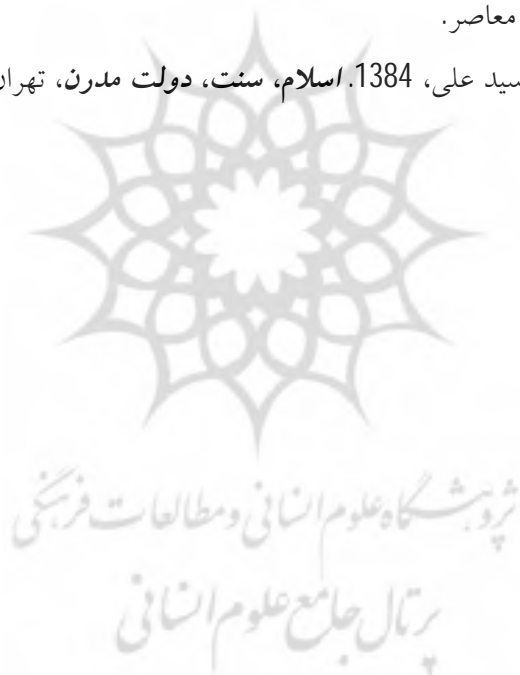 معاصر.
سید علی، 1384. اسلام، سنت، دولت مدرن، تهران
پژوهشگاه علوم انسانی و مطالعات فرهنگی
پرتال جامع علوم انسانی